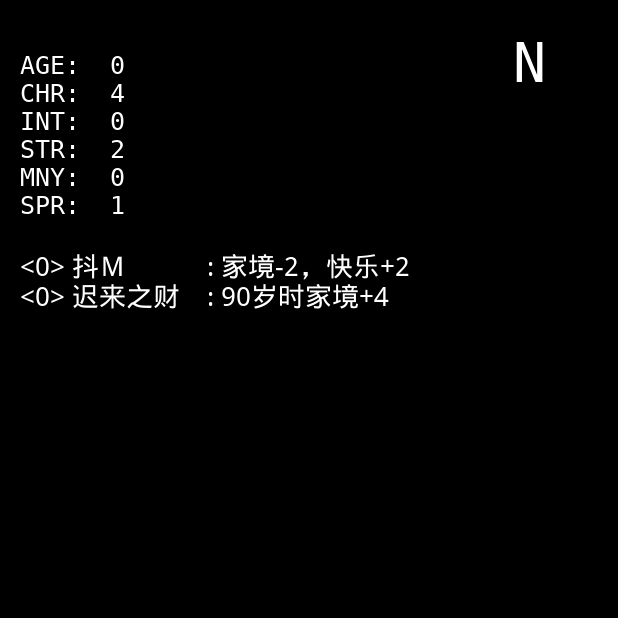 N
AGE: 0
CHR: 4
INT: 0
STR: 2
MNY: 0
SPR: 1
<0> 抖M : 家境-2，快乐+2
<0> 迟来之财 : 90岁时家境+4